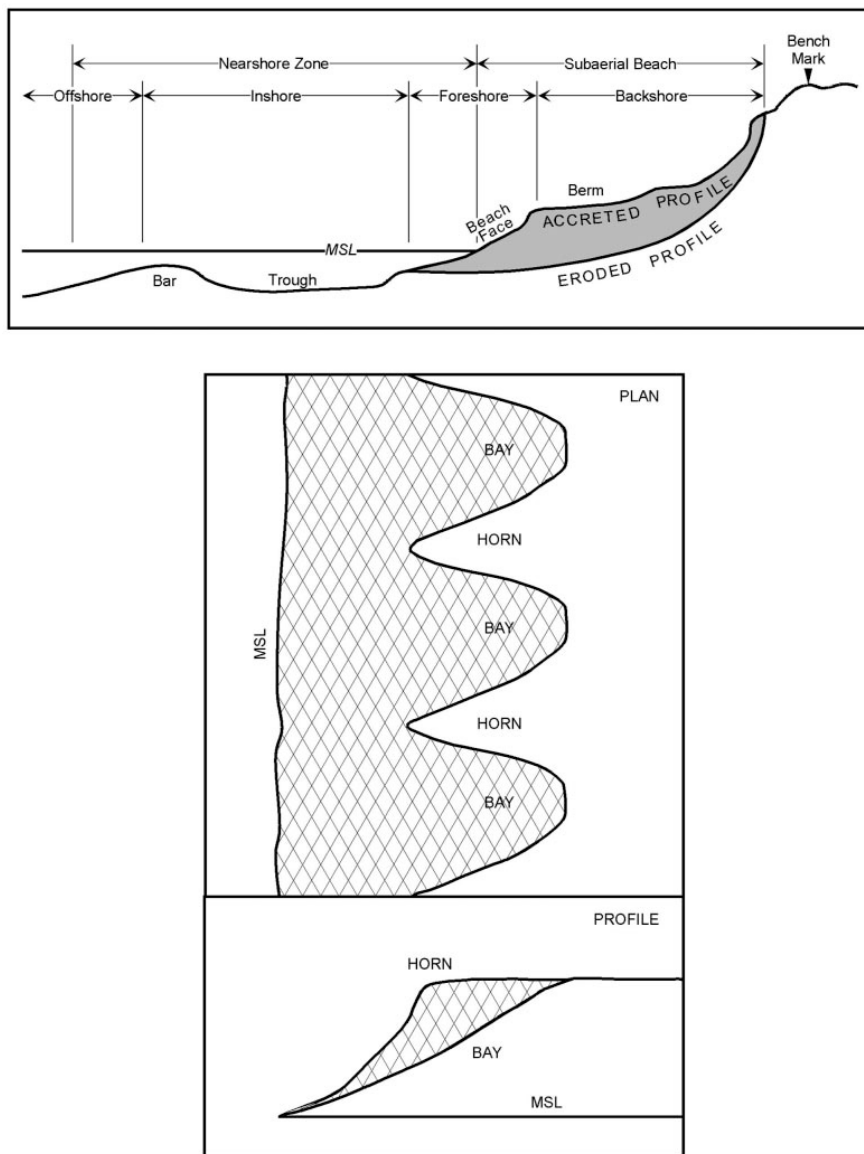 Nearshore Zone
Subaerial Beach
Bench
Mark
Offshore
Inshore
Foreshore
Backshore
Berm
Beach
Face
ACCRETED PROFILE
MSL
ERODED PROFILE
Bar
Trough
PLAN
BAY
HORN
MSL
BAY
HORN
BAY
PROFILE
HORN
BAY
MSL